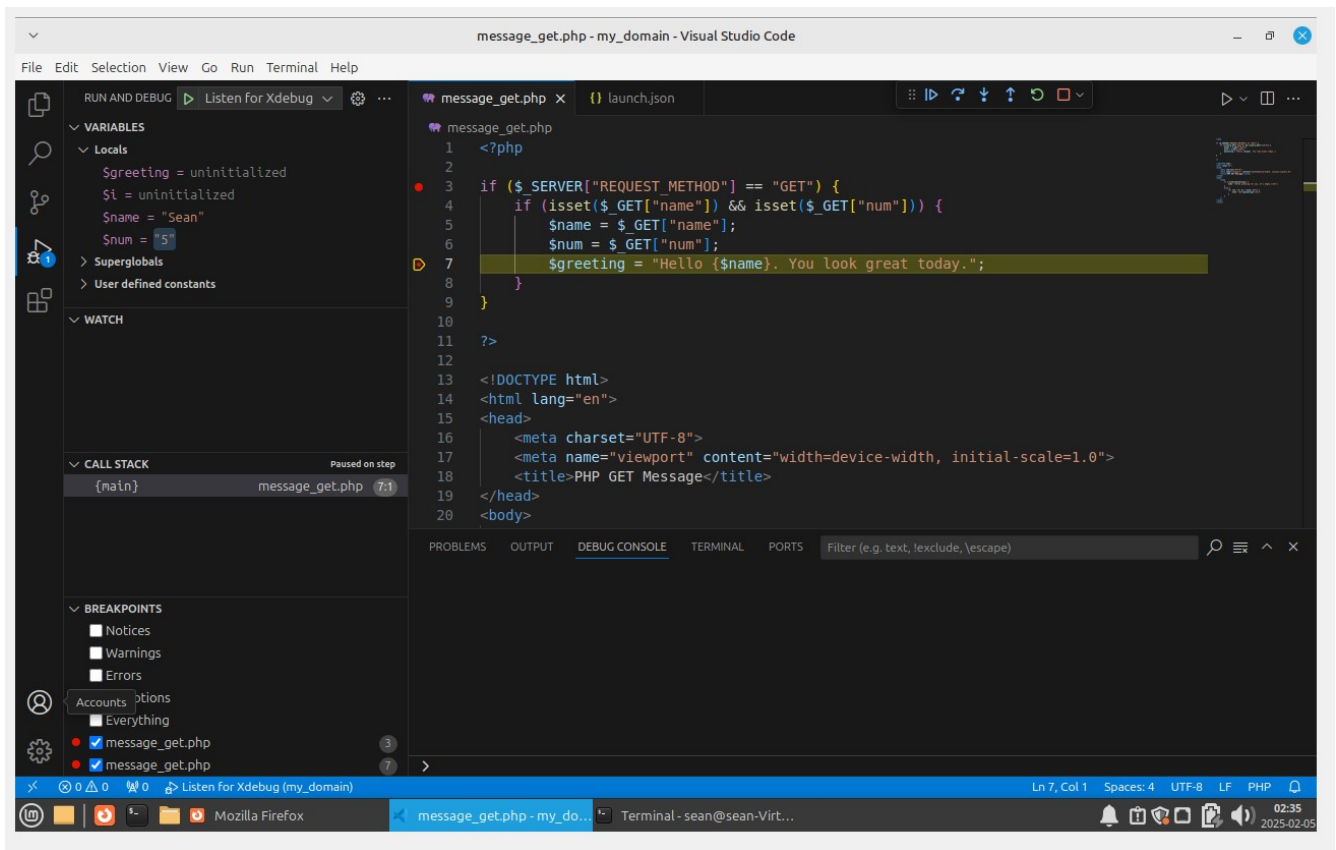 message_get.php - my_domain - Visual Studio Code
File Edit Selection View Go Run Terminal Help
RUN AND DEBUG Listen for Xdebug
VARIABLES
Locals
$greeting = uninitialized
$i = uninitialized
$name = "Sean"
$num = "5"
Superglobals
User defined constants
WATCH
CALL STACK Paused on step
{main} message_get.php 7:1
BREAKPOINTS
Notices
Warnings
Errors
Accounts ptions
Everything
message_get.php 3
message_get.php 7
1
message_get.php {} launch.json
message_get.php
1 <?php
2
3 if ($_SERVER["REQUEST_METHOD"] == "GET") {
4 if (isset($_GET["name"]) && isset($_GET["num"])) {
5 $name = $_GET["name"];
6 $num = $_GET["num"];
7 $greeting = "Hello {$name}. You look great today.";
8 }
9 }
10
11 ?>
12
13 <!DOCTYPE html>
14 <html lang="en">
15 <head>
16 <meta charset="UTF-8">
17 <meta name="viewport" content="width=device-width, initial-scale=1.0">
18 <title>PHP GET Message</title>
19 </head>
20 <body>
PROBLEMS OUTPUT DEBUG CONSOLE TERMINAL PORTS Filter (e.g. text, !exclude, \escape)
>
0 0 0 Listen for Xdebug (my_domain) Ln 7, Col 1 Spaces: 4 UTF-8 LF PHP
Mozilla Firefox message_get.php - my_do... Terminal - sean@sean-Virt... 02:35
2025-02-05